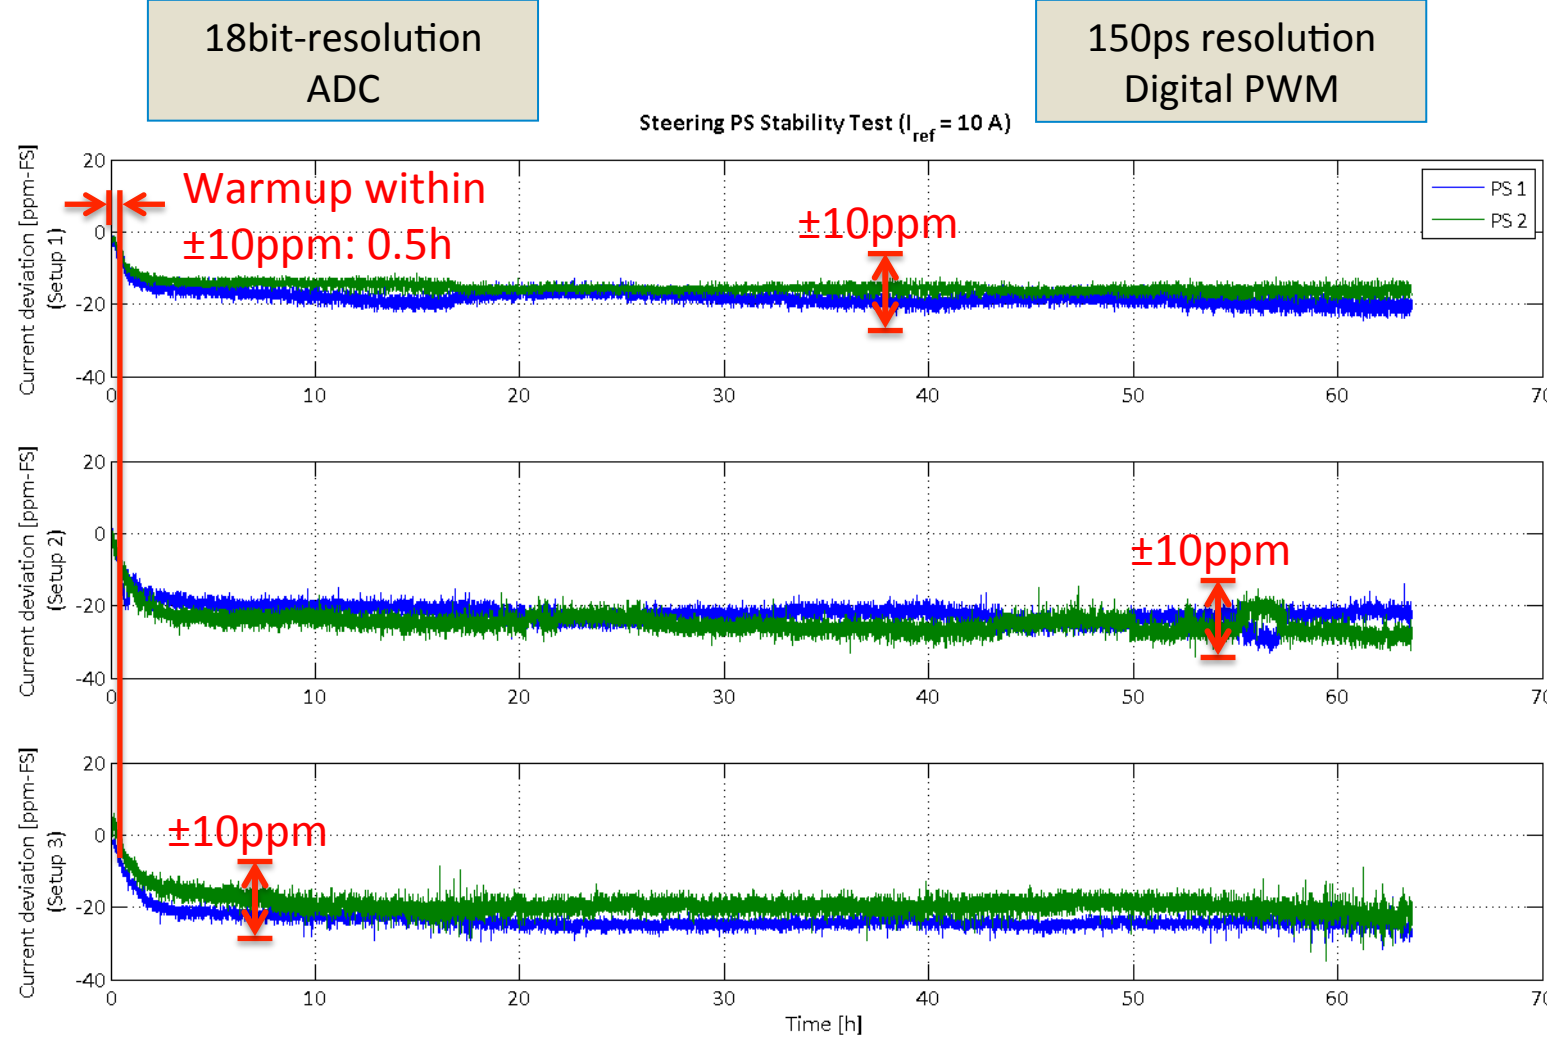 18bit-resolution
ADC
150ps resolution
Digital PWM
Steering PS Stability Test (I_ref = 10 A)
Current deviation [ppm-FS]
(Setup 1)
20
0
-20
-40
0
10
20
30
40
50
60
70
Warmup within
±10ppm: 0.5h
±10ppm
PS 1
PS 2
Current deviation [ppm-FS]
(Setup 2)
20
0
-20
-40
0
10
20
30
40
50
60
70
±10ppm
Current deviation [ppm-FS]
(Setup 3)
20
0
-20
-40
0
10
20
30
40
50
60
70
±10ppm
Time [h]